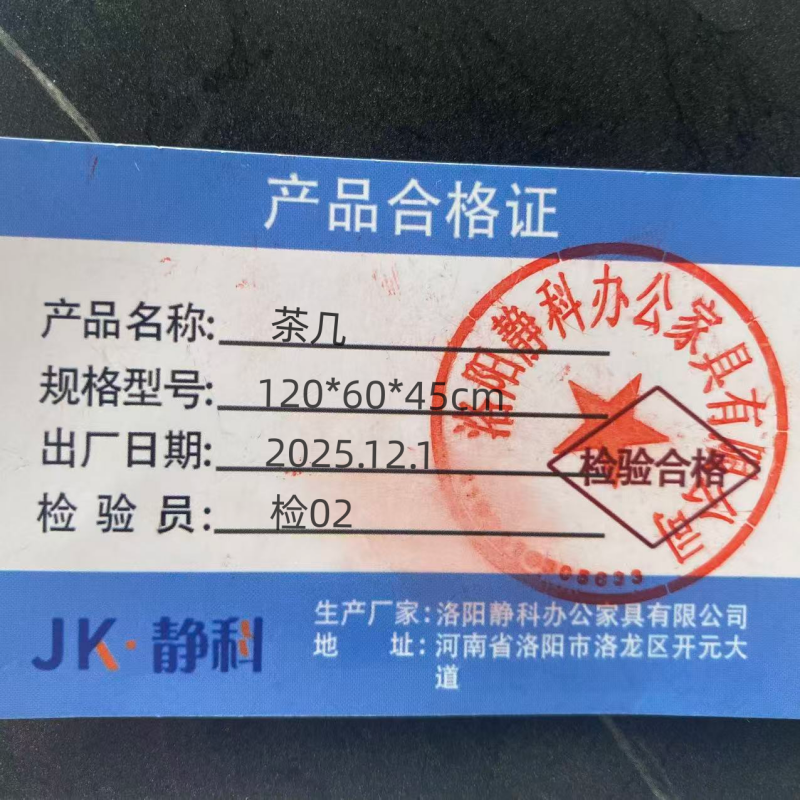 产品合格证
产品名称: 茶几
规格型号: 120*60*45cm
出厂日期: 2025.12.1
检验员: 检02
洛阳静科办公家具有限公司
检验合格
JK·静科
生产厂家:洛阳静科办公家具有限公司
地 址:河南省洛阳市洛龙区开元大
道